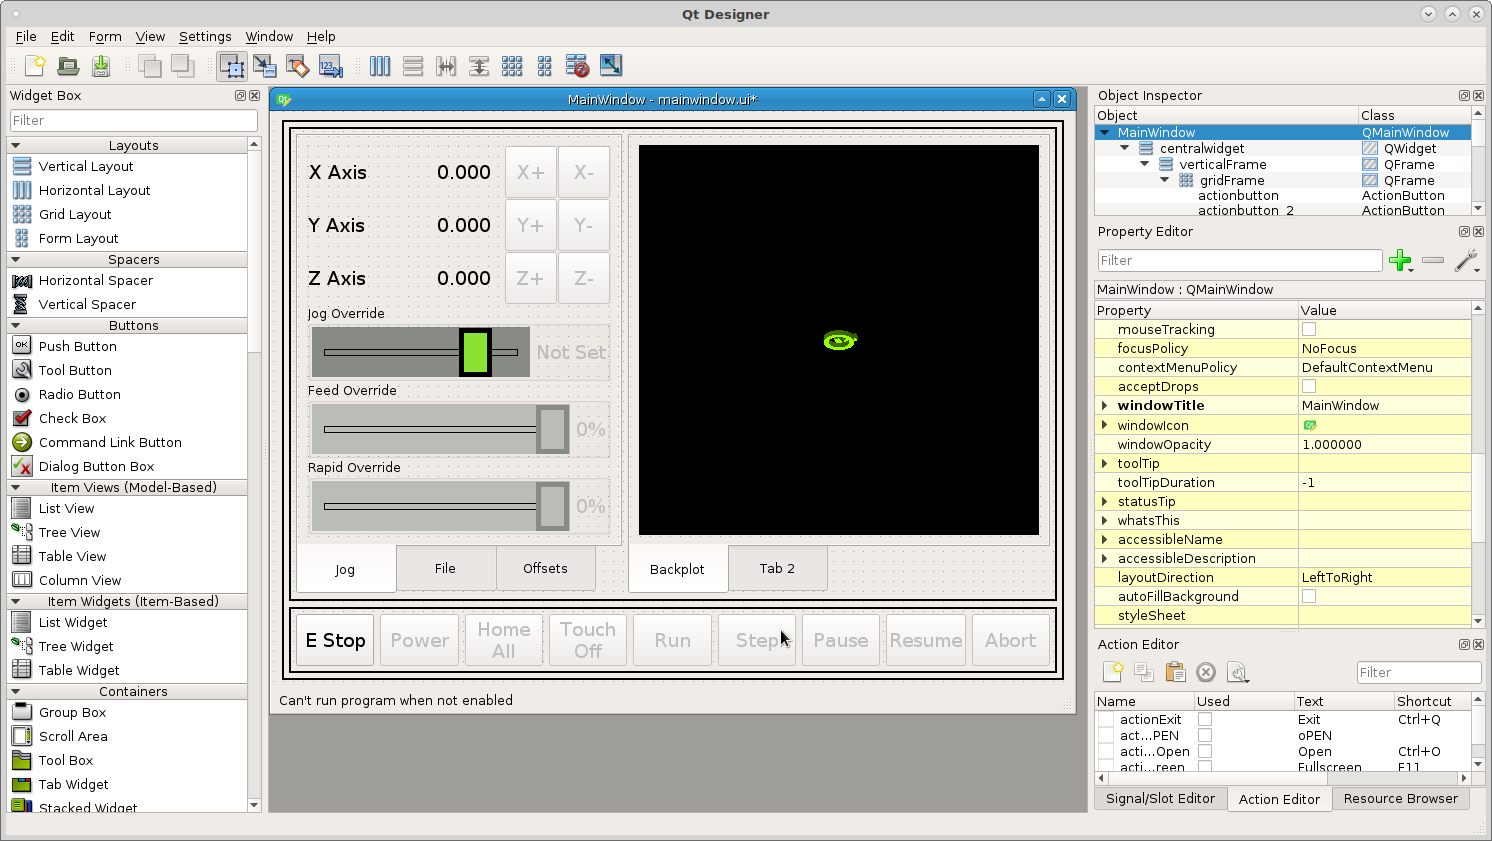 Qt Designer
File Edit Form View Settings Window Help
Widget Box
Filter
Layouts
Vertical Layout
Horizontal Layout
Grid Layout
Form Layout
Spacers
Horizontal Spacer
Vertical Spacer
Buttons
Push Button
Tool Button
Radio Button
Check Box
Command Link Button
Dialog Button Box
Item Views (Model-Based)
List View
Tree View
Table View
Column View
Item Widgets (Item-Based)
List Widget
Tree Widget
Table Widget
Containers
Group Box
Scroll Area
Tool Box
Tab Widget
Stacked Widget
MainWindow - mainwindow.ui*
X Axis 0.000 X+ X-
Y Axis 0.000 Y+ Y-
Z Axis 0.000 Z+ Z-
Jog Override
Not Set
Feed Override
0%
Rapid Override
0%
Jog File Offsets
Backplot Tab 2
E Stop Power Home All Touch Off Run Step Pause Resume Abort
Can't run program when not enabled
Object Inspector
Object Class
MainWindow QMainWindow
centralwidget QWidget
verticalFrame QFrame
gridFrame QFrame
actionbutton ActionButton
actionbutton_2 ActionButton
Property Editor
Filter
MainWindow : QMainWindow
Property Value
mouseTracking
focusPolicy NoFocus
contextMenuPolicy DefaultContextMenu
acceptDrops
windowTitle MainWindow
windowIcon
windowOpacity 1.000000
toolTip
toolTipDuration -1
statusTip
whatsThis
accessibleName
accessibleDescription
layoutDirection LeftToRight
autoFillBackground
styleSheet
Action Editor
Filter
Name Used Text Shortcut
actionExit Exit Ctrl+Q
act...PEN oPEN
acti...Open Open Ctrl+O
acti...reen Fullscreen F11
Signal/Slot Editor Action Editor Resource Browser